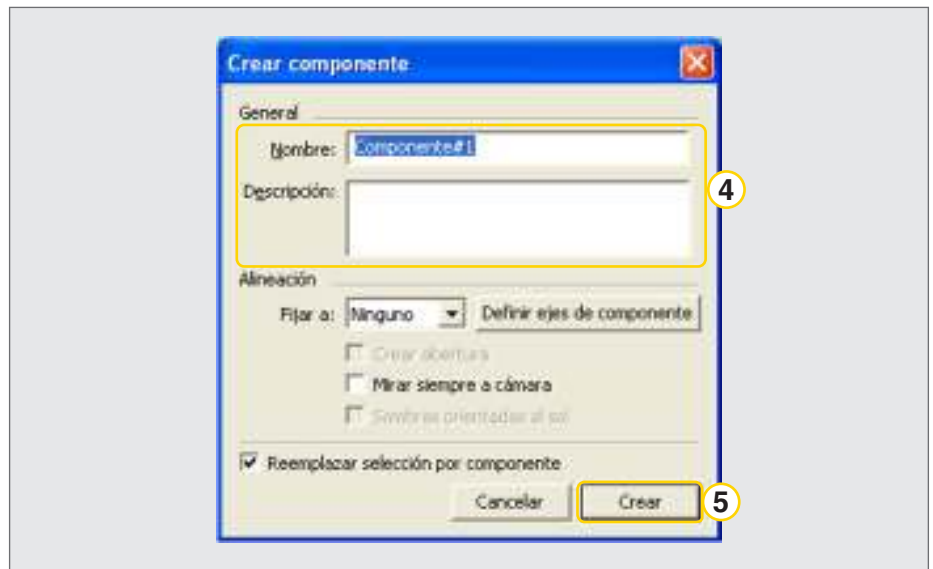 Crear componente
General
Nombre: Componente#1
Descripción:
4
Alineación
Fijar a: Ninguno Definir ejes de componente
Crear abertura
Mirar siempre a cámara
Sombras orientadas al sol
Reemplazar selección por componente
Cancelar Crear 5